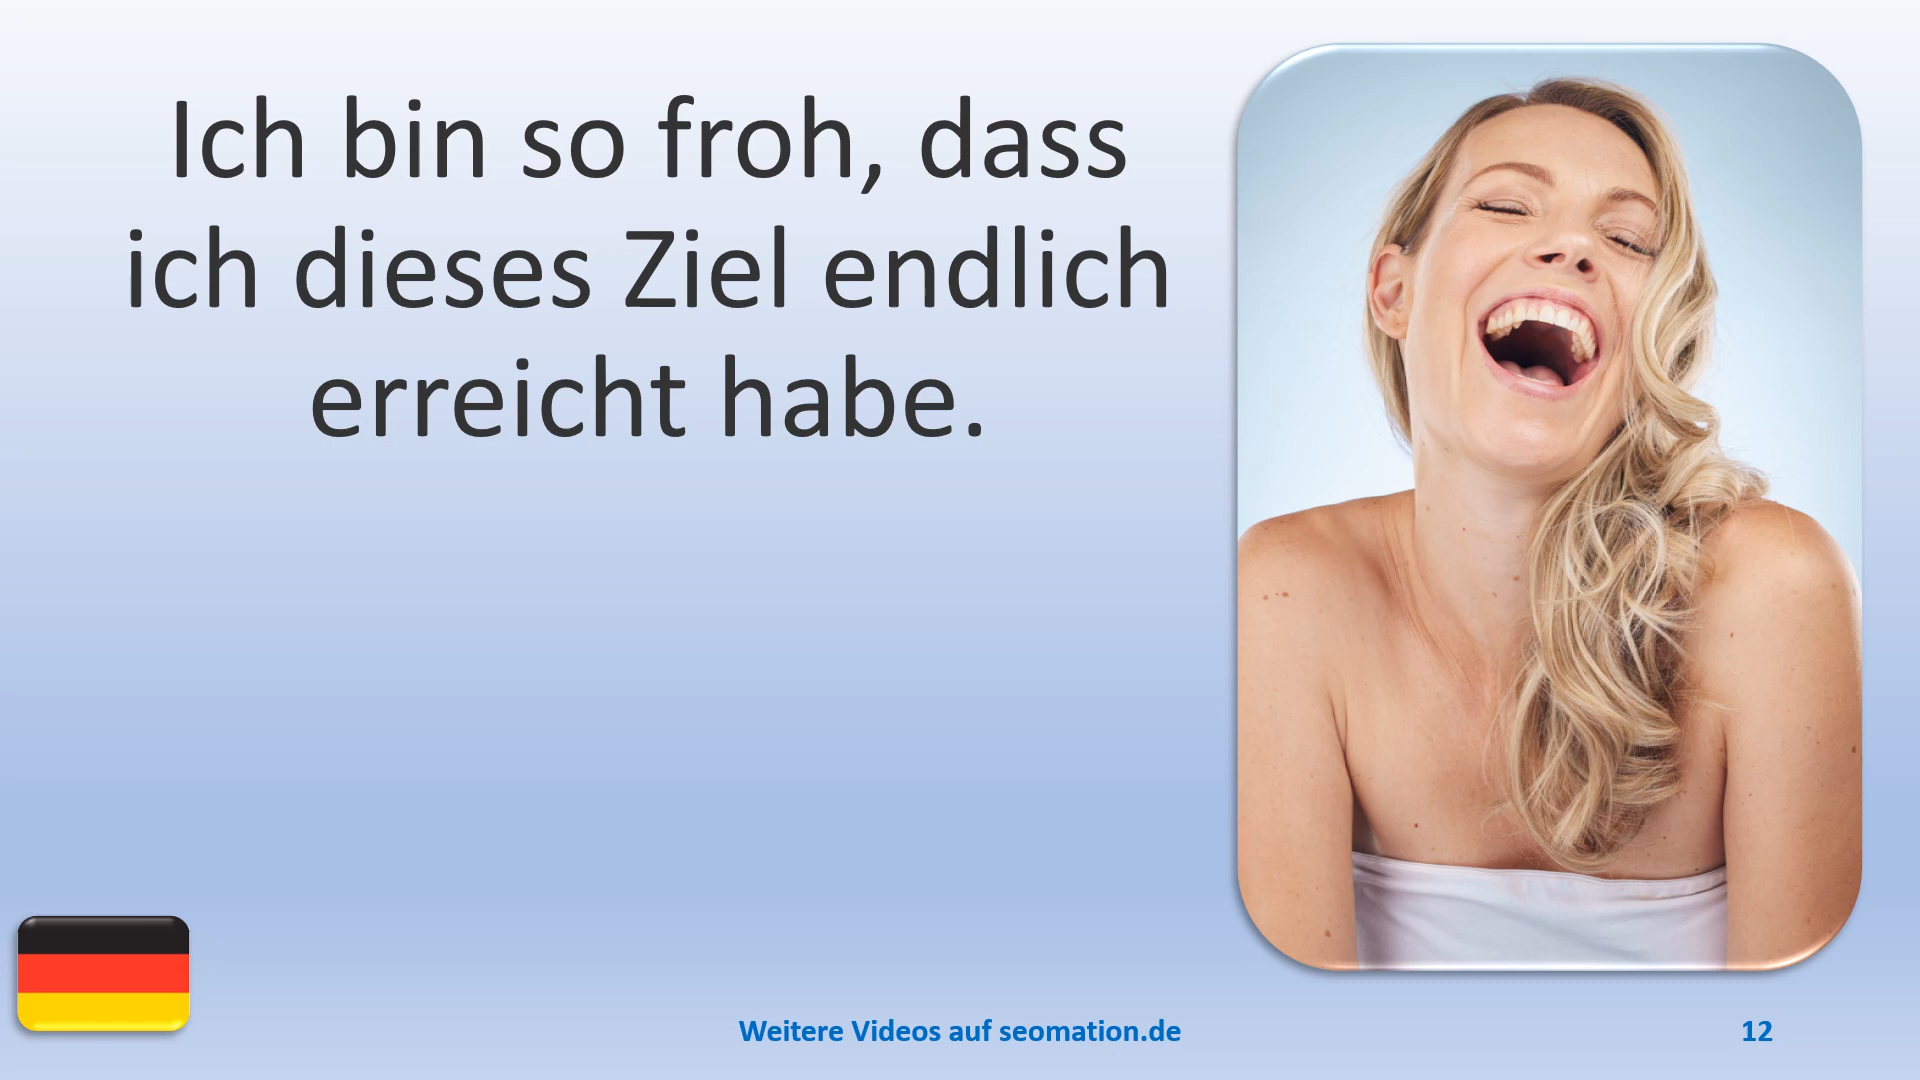 Ich bin so froh, dass
ich dieses Ziel endlich
erreicht habe.
Weitere Videos auf seomation.de
12